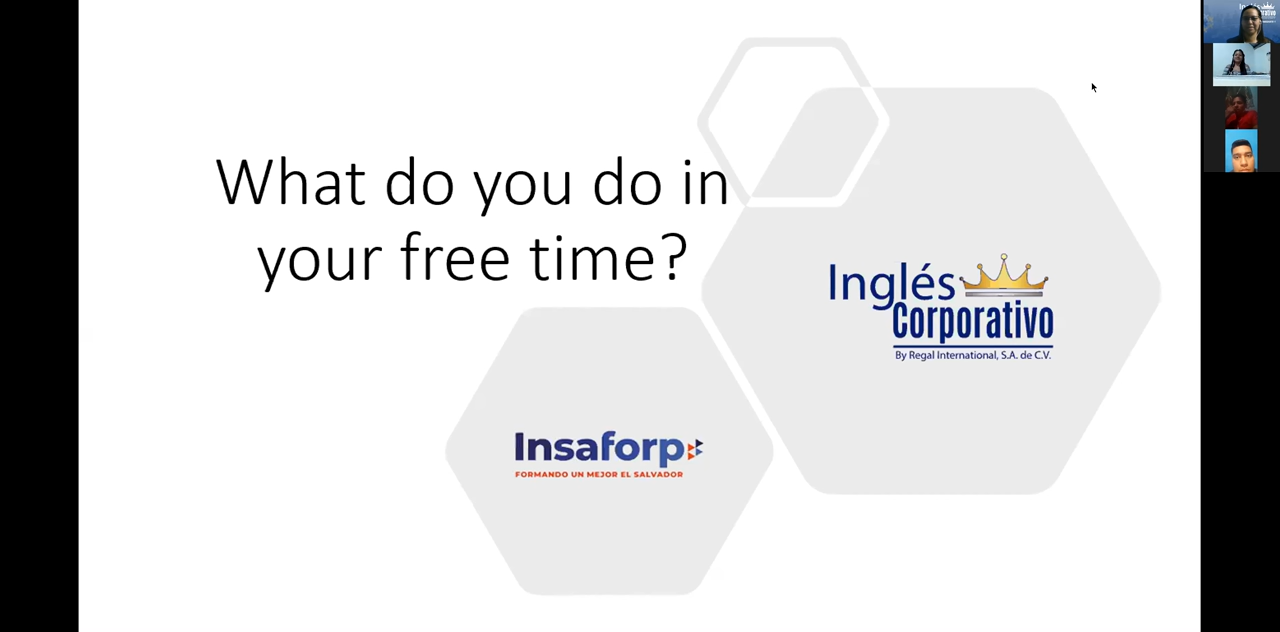 What do you do in
your free time?
Inglés
Corporativo
By Regal International, S.A. de C.V.
Insaforp
FORMANDO UN MEJOR EL SALVADOR